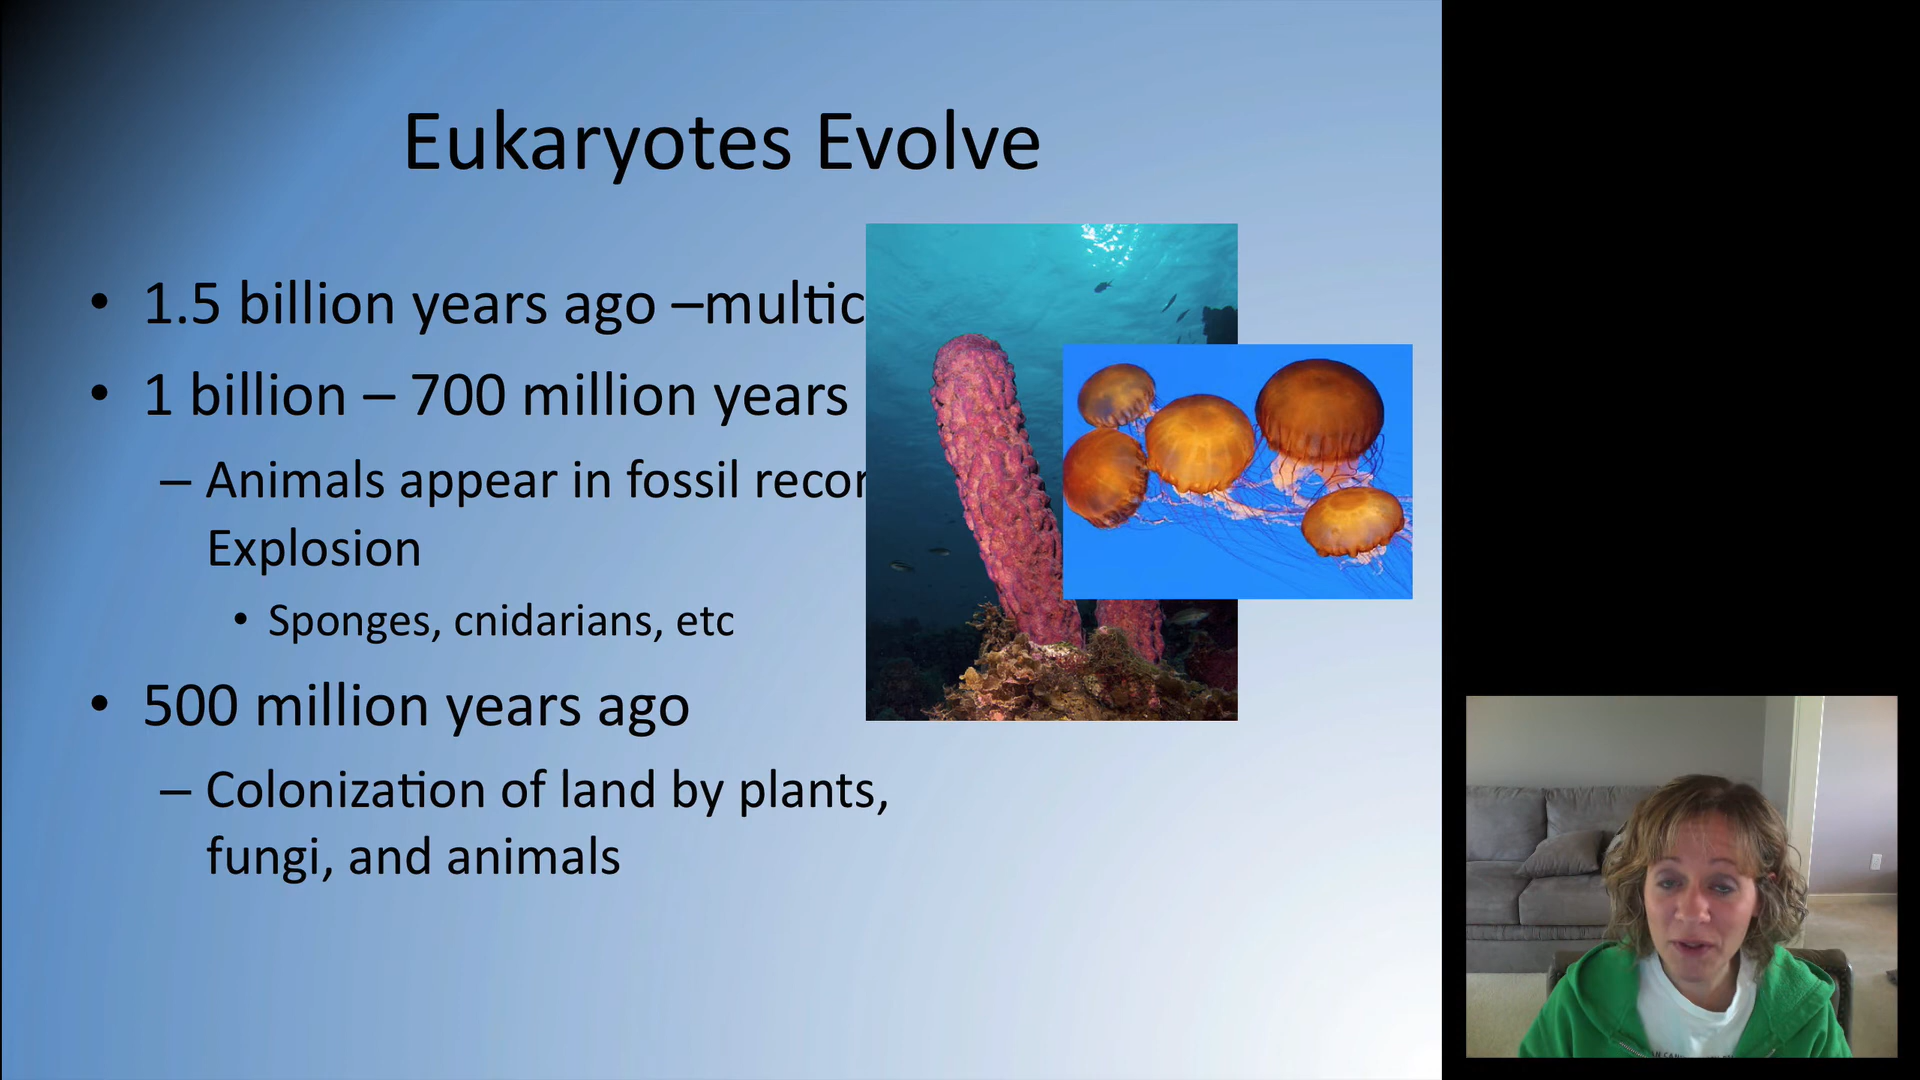 Eukaryotes Evolve
• 1.5 billion years ago –multic
• 1 billion – 700 million years
– Animals appear in fossil recor
Explosion
• Sponges, cnidarians, etc
• 500 million years ago
– Colonization of land by plants,
fungi, and animals